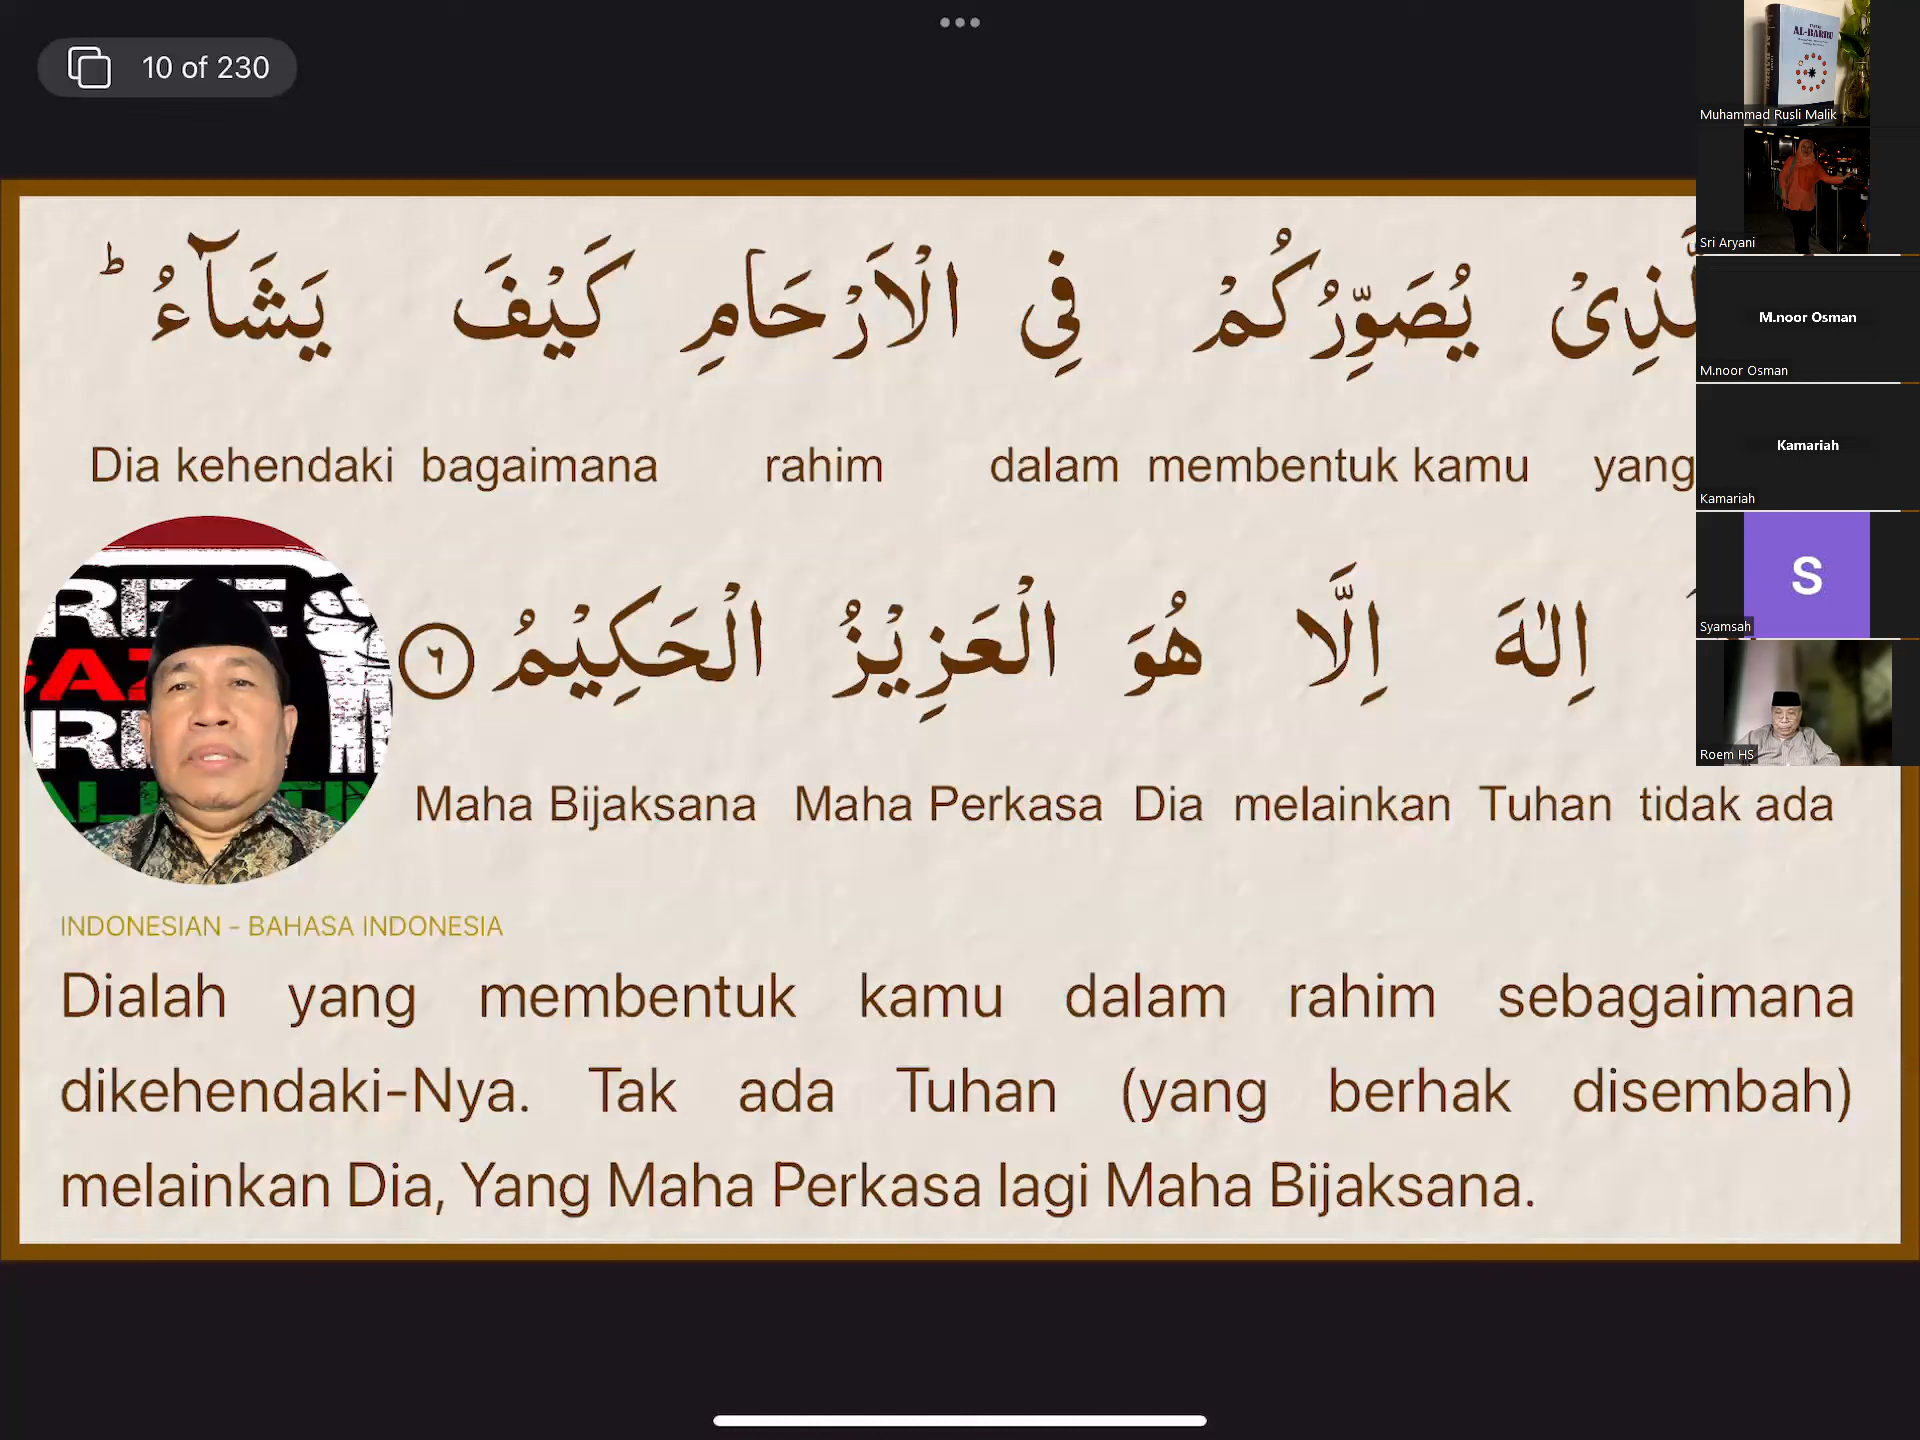 10 of 230
يُصَوِّرُكُمْ فِى الْاَرْحَامِ كَيْفَ يَشَاۤءُ ۗ
Dia kehendaki bagaimana rahim dalam membentuk kamu yang
اِلٰهَ اِلَّا هُوَ الْعَزِيْزُ الْحَكِيْمُ ٦
Maha Bijaksana Maha Perkasa Dia melainkan Tuhan tidak ada
INDONESIAN - BAHASA INDONESIA
Dialah yang membentuk kamu dalam rahim sebagaimana
dikehendaki-Nya. Tak ada Tuhan (yang berhak disembah)
melainkan Dia, Yang Maha Perkasa lagi Maha Bijaksana.
AL-BARRU
Muhammad Rusli Malik
Sri Aryani
M.noor Osman
M.noor Osman
Kamariah
Kamariah
S
Syamsah
Roem HS